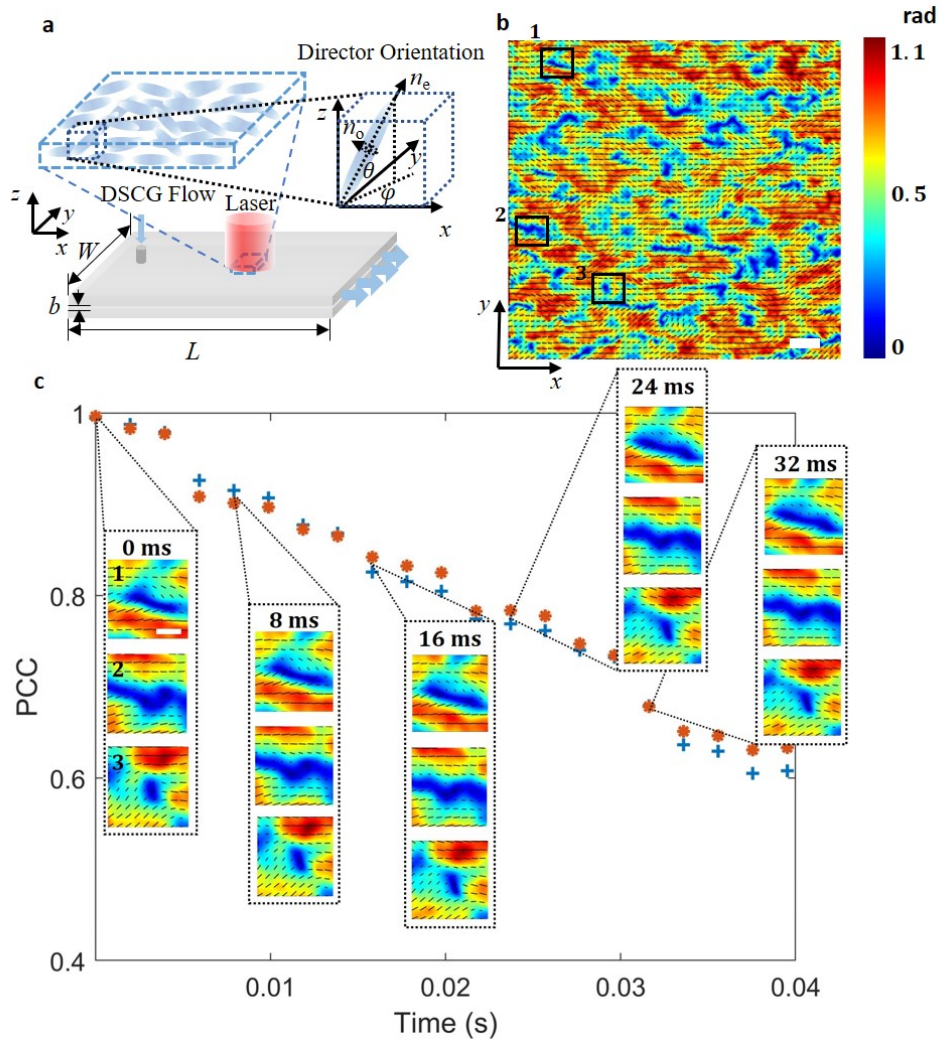 a
Director Orientation
n_e
z
n_o
θ
y
φ
x
DSCG Flow
Laser
z
y
x
W
b
L
b
rad
1
2
3
1.1
0.5
0
y
x
c
PCC
1
0.8
0.6
0.4
0 ms
1
2
3
8 ms
16 ms
24 ms
32 ms
0.01
0.02
0.03
0.04
Time (s)